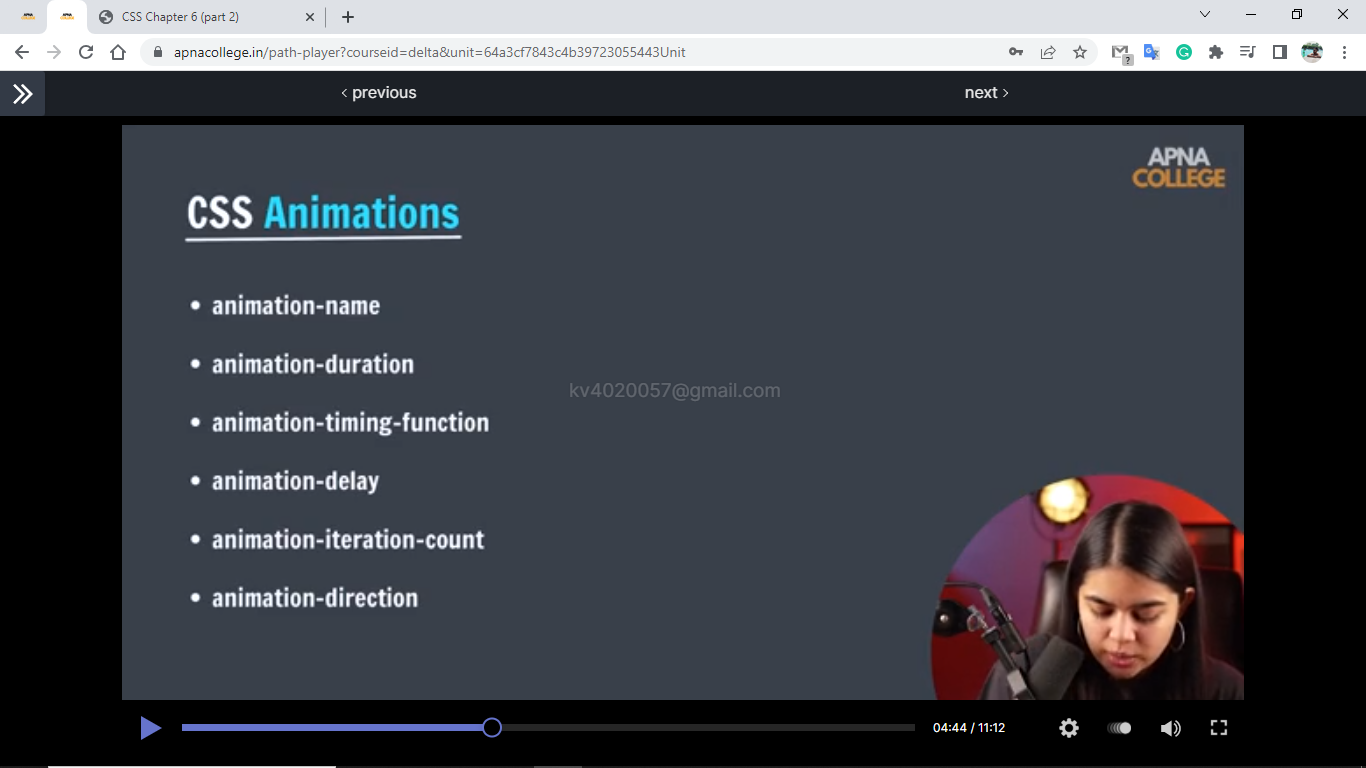 APNA
APNA
CSS Chapter 6 (part 2)
apnacollege.in/path-player?courseid=delta&unit=64a3cf7843c4b39723055443Unit
?
‹ previous
next ›
APNA
COLLEGE
CSS Animations
• animation-name
• animation-duration
kv4020057@gmail.com
• animation-timing-function
• animation-delay
• animation-iteration-count
• animation-direction
04:44 / 11:12